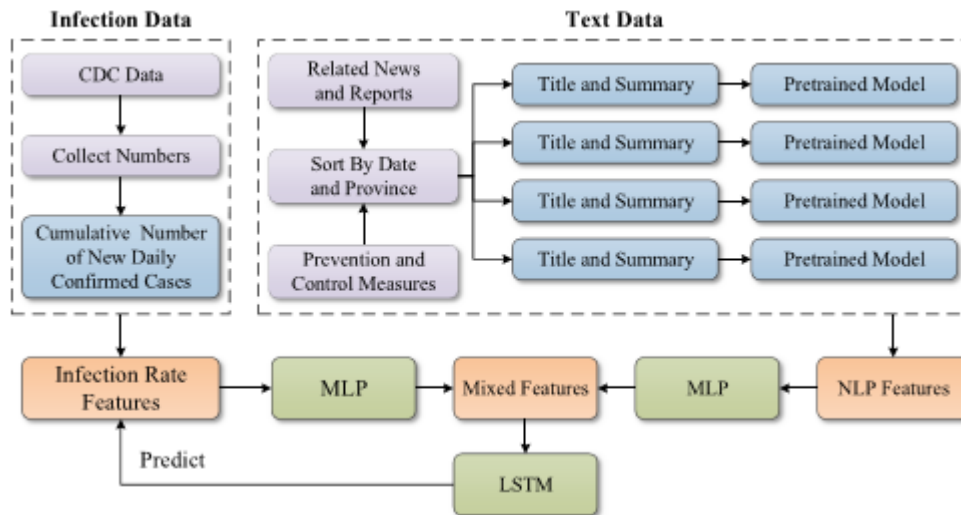 Infection Data
CDC Data
Collect Numbers
Cumulative Number
of New Daily
Confirmed Cases
Text Data
Related News
and Reports
Sort By Date
and Province
Prevention and
Control Measures
Title and Summary
Pretrained Model
Title and Summary
Pretrained Model
Title and Summary
Pretrained Model
Title and Summary
Pretrained Model
Infection Rate
Features
MLP
Mixed Features
MLP
NLP Features
Predict
LSTM